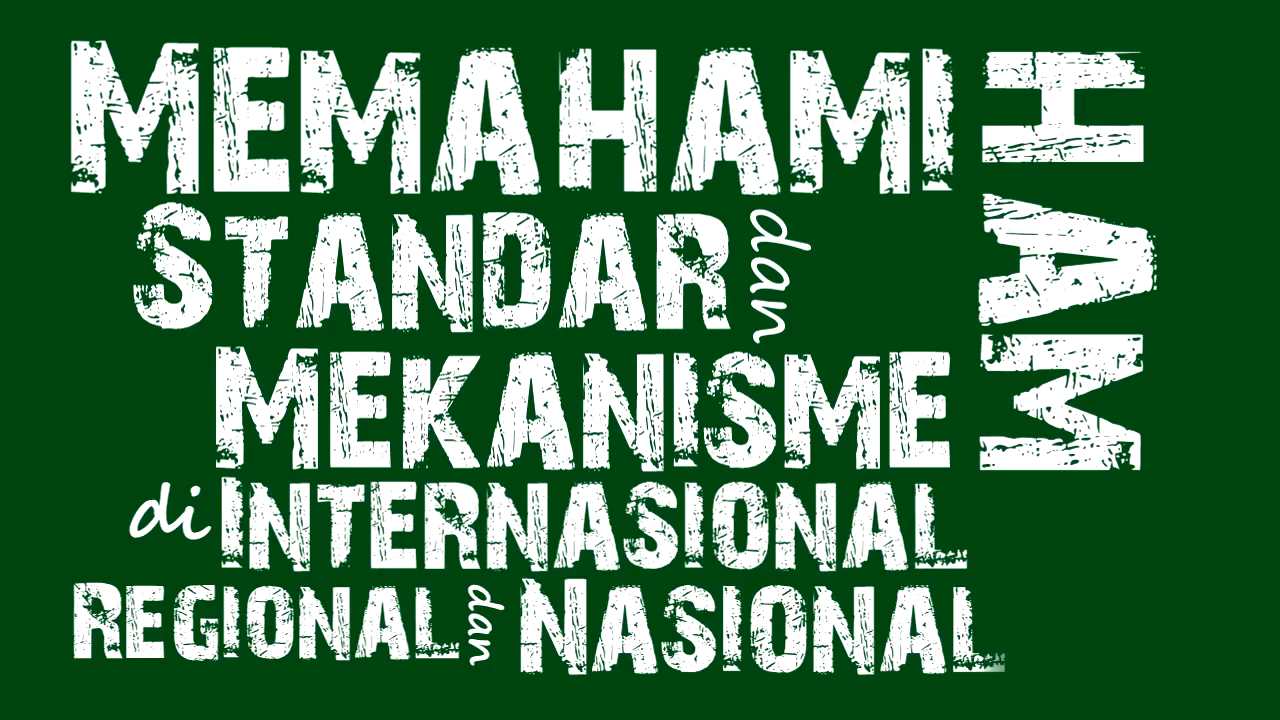 MEMAHAMI
STANDAR dan
MEKANISME
HAM
di INTERNASIONAL
REGIONAL dan NASIONAL